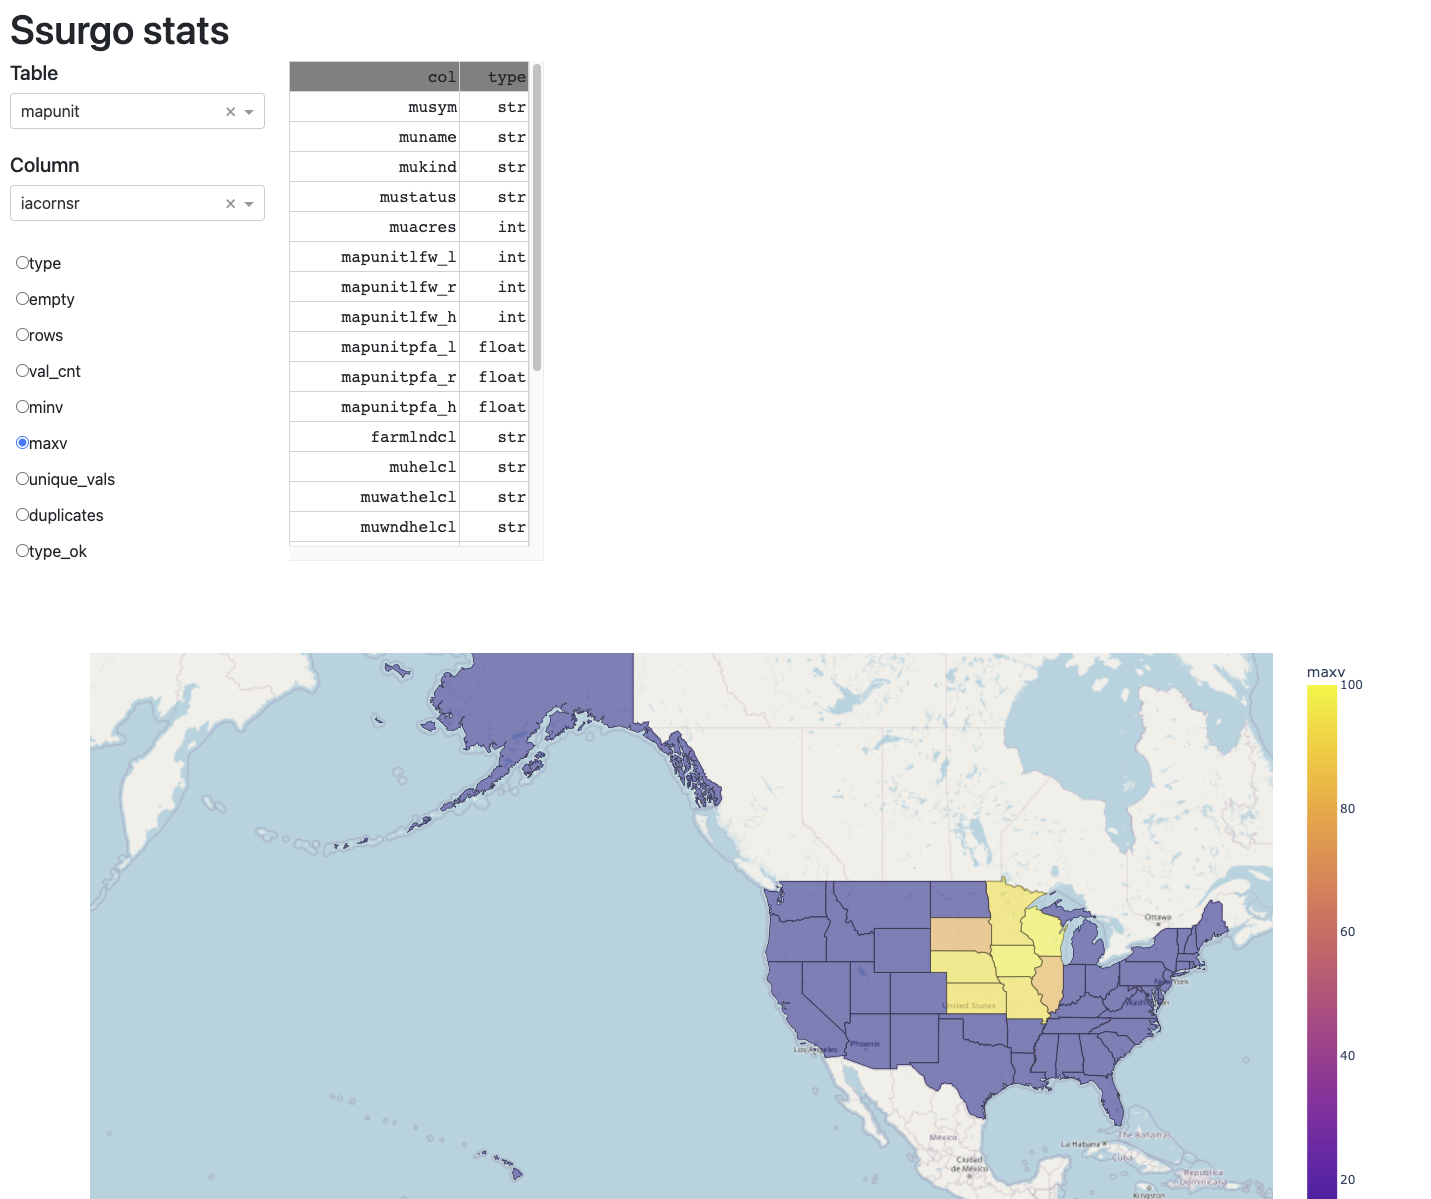 Ssurgo stats
Table
mapunit
Column
iacornsr
type
empty
rows
val_cnt
minv
maxv
unique_vals
duplicates
type_ok
col type
musym str
muname str
mukind str
mustatus str
muacres int
mapunitlfw_l int
mapunitlfw_r int
mapunitlfw_h int
mapunitpfa_l float
mapunitpfa_r float
mapunitpfa_h float
farmlndcl str
muhelcl str
muwathelcl str
muwndhelcl str
maxv
100
80
60
40
20
Ottawa
United States
Los Angeles
Phoenix
México
Ciudad
de México
La Habana
The Bahamas
Cuba
República
Dominicana
Kingston